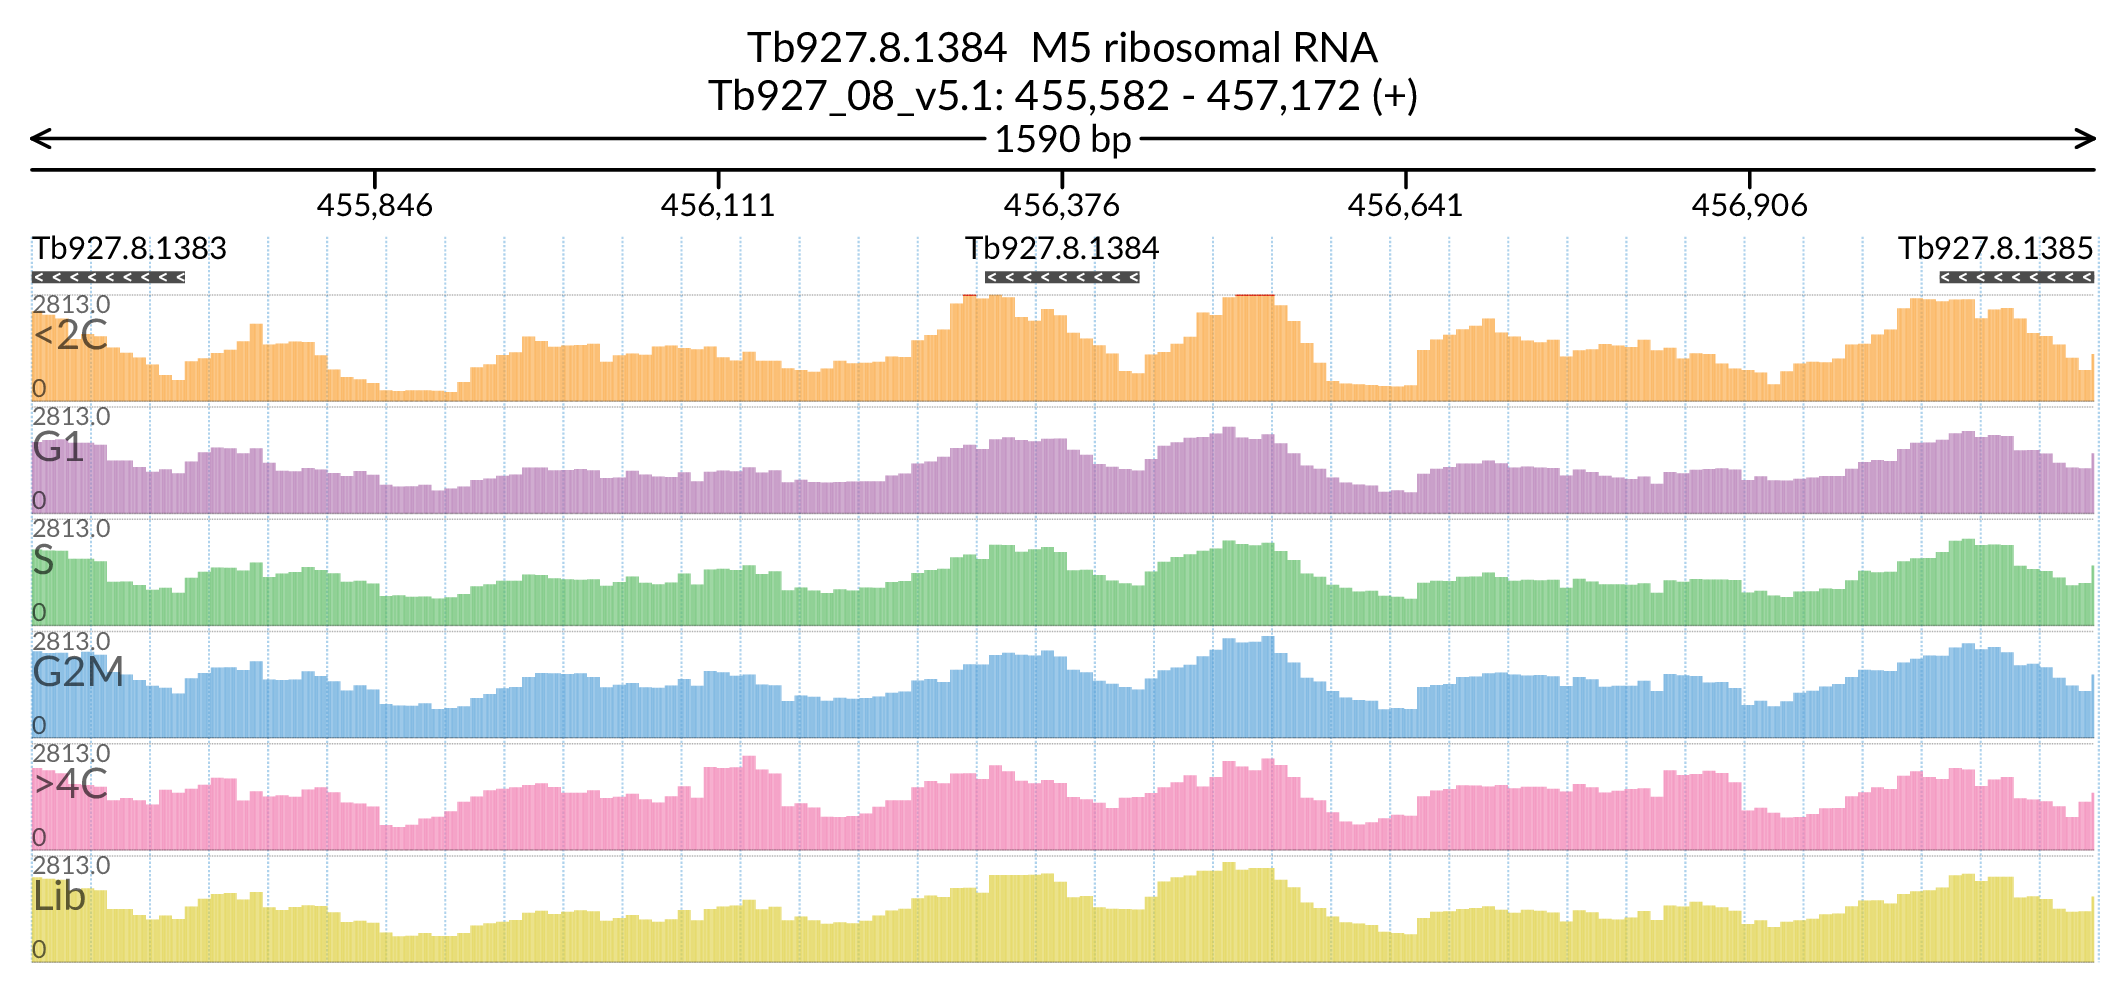 Tb927.8.1384  M5 ribosomal RNA
Tb927_08_v5.1: 455,582 - 457,172 (+)
1590 bp
455,846 456,111 456,376 456,641 456,906
Tb927.8.1383 Tb927.8.1384 Tb927.8.1385
2813.0
<2C
0
2813.0
G1
0
2813.0
S
0
2813.0
G2M
0
2813.0
>4C
0
2813.0
Lib
0